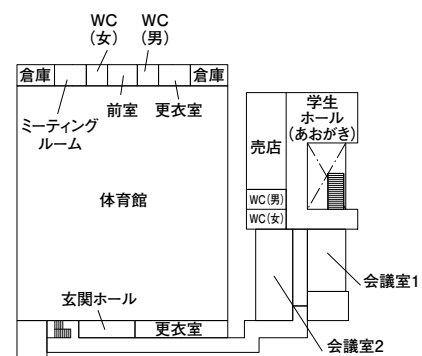 WC
(女)
WC
(男)
倉庫
倉庫
前室
更衣室
ミーティング
ルーム
体育館
玄関ホール
更衣室
学生
ホール
(あおがき)
売店
WC(男)
WC(女)
会議室1
会議室2